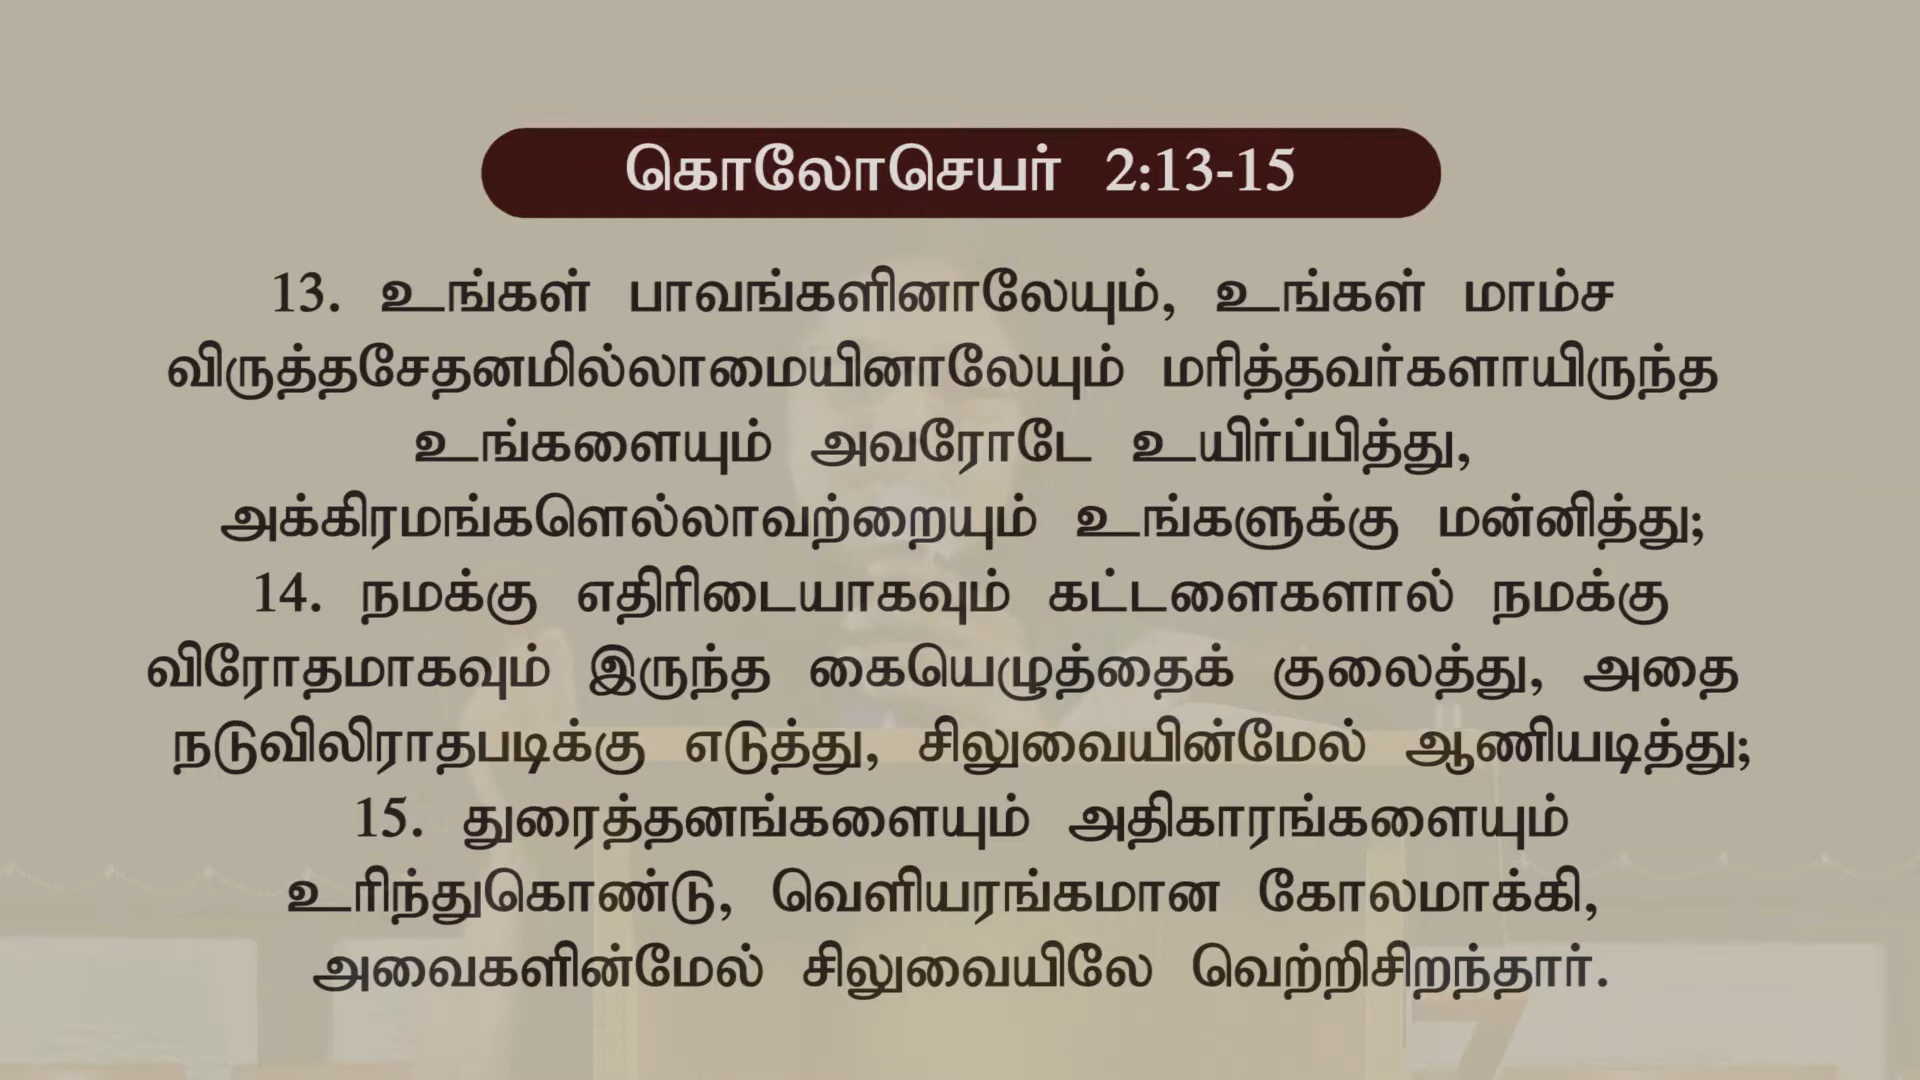 கொலோசெயர் 2:13-15
13. உங்கள் பாவங்களினாலேயும், உங்கள் மாம்ச
விருத்தசேதனமில்லாமையினாலேயும் மரித்தவர்களாயிருந்த
உங்களையும் அவரோடே உயிர்ப்பித்து,
அக்கிரமங்களெல்லாவற்றையும் உங்களுக்கு மன்னித்து;
14. நமக்கு எதிரிடையாகவும் கட்டளைகளால் நமக்கு
விரோதமாகவும் இருந்த கையெழுத்தைக் குலைத்து, அதை
நடுவிலிராதபடிக்கு எடுத்து, சிலுவையின்மேல் ஆணியடித்து;
15. துரைத்தனங்களையும் அதிகாரங்களையும்
உரிந்துகொண்டு, வெளியரங்கமான கோலமாக்கி,
அவைகளின்மேல் சிலுவையிலே வெற்றிசிறந்தார்.